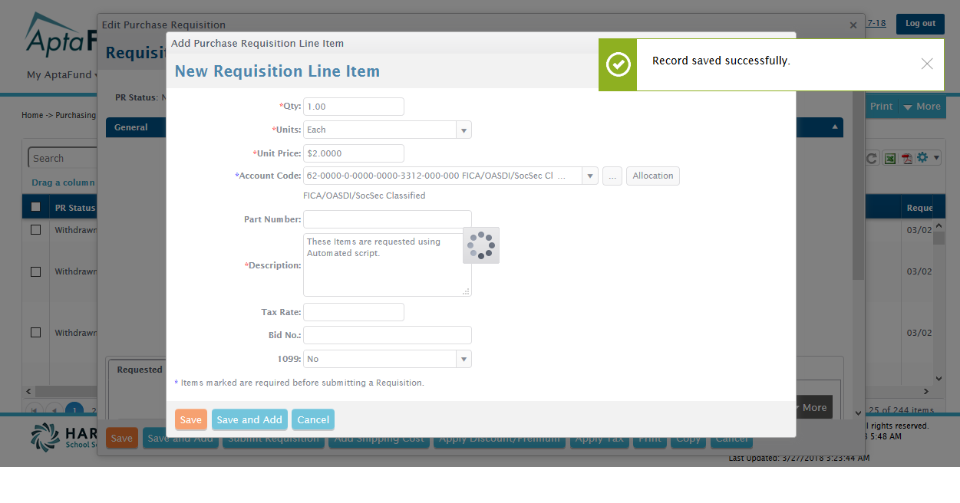 Edit Purchase Requisition
7-18
Log out
Apta
My AptaFund
Requisi
Add Purchase Requisition Line Item
New Requisition Line Item
Record saved successfully.
PR Status:
Print
More
Home -> Purchasing
General
*Qty: 1.00
*Units: Each
*Unit Price: $2.0000
*Account Code: 62-0000-0-0000-0000-3312-000-000 FICA/OASDI/SocSec Cl ...
...
Allocation
FICA/OASDI/SocSec Classified
Search
Drag a column
PR Status
Reque
Part Number:
Withdrawn
03/02
*Description: These Items are requested using
Automated script.
Withdrawn
03/02
Tax Rate:
Bid No.:
Withdrawn
03/02
1099: No
Requested
* Items marked are required before submitting a Requisition.
More
1
2
25 of 244 items
Save
Save and Add
Cancel
HAR
School S
Save
Save and Add
Submit Requisition
Add Shipping Cost
Apply Discount/Premium
Apply Tax
Print
Copy
Cancel
l rights reserved.
5:48 AM
Last Updated: 3/27/2018 3:23:44 AM